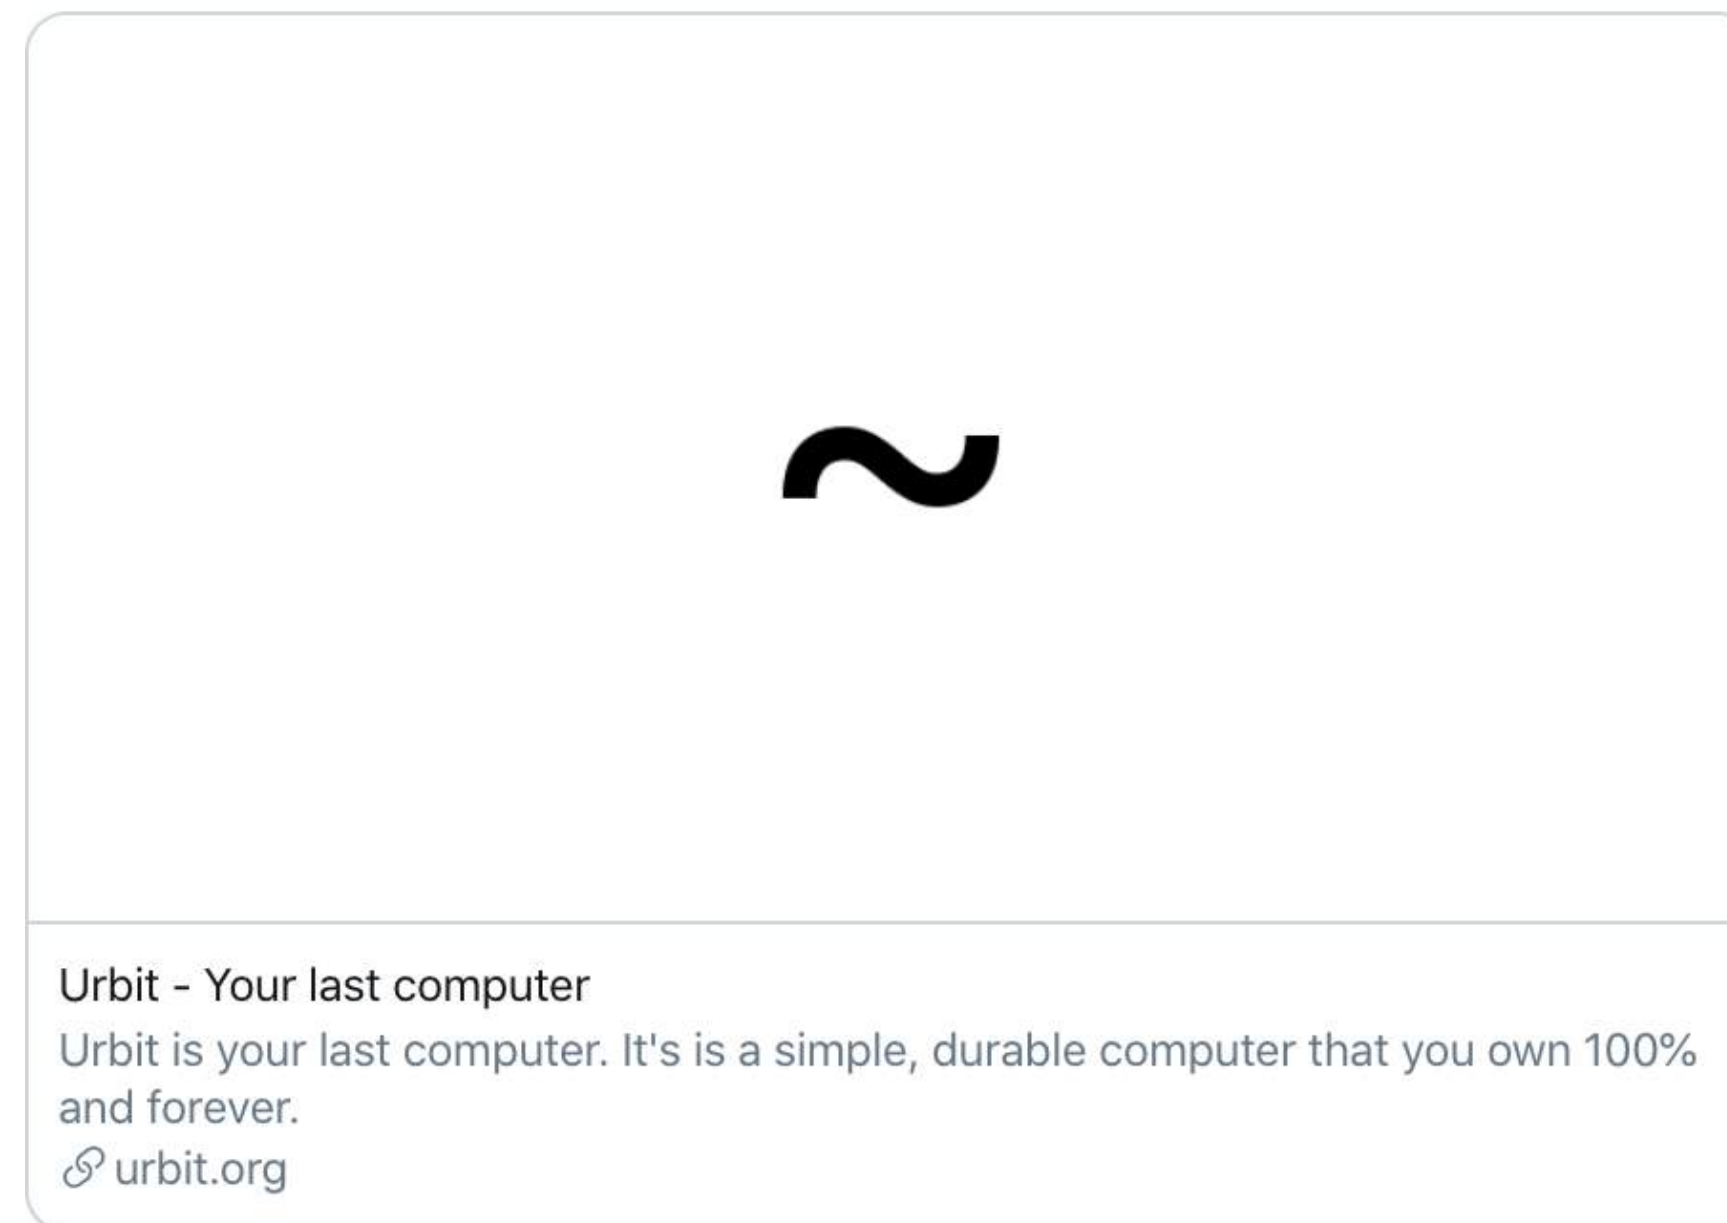 ~
Urbit - Your last computer
Urbit is your last computer. It's is a simple, durable computer that you own 100%
and forever.
urbit.org